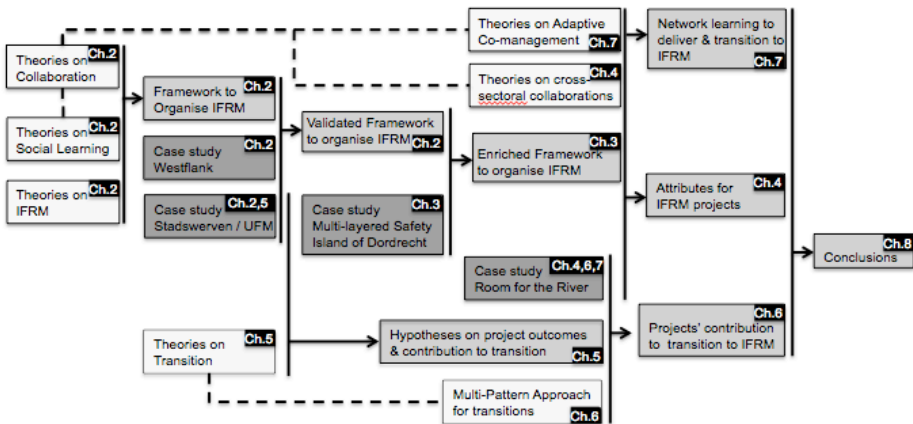 Theories on
Collaboration
Ch.2
Theories on
Social Learning
Ch.2
Theories on
IFRM
Ch.2
Framework to
Organise IFRM
Ch.2
Case study
Westflank
Ch.2
Case study
Stadswerven / UFM
Ch.2,5
Theories on
Transition
Ch.5
Validated Framework
to organise IFRM
Ch.2
Case study
Multi-layered Safety
Island of Dordrecht
Ch.3
Hypotheses on project outcomes
& contribution to transition
Ch.5
Multi-Pattern Approach
for transitions
Ch.6
Theories on Adaptive
Co-management
Ch.7
Theories on cross-
sectoral collaborations
Ch.4
Enriched Framework
to organise IFRM
Ch.3
Case study
Room for the River
Ch.4,6,7
Network learning to
deliver & transition to
IFRM
Ch.7
Attributes for
IFRM projects
Ch.4
Projects' contribution
to transition to IFRM
Ch.6
Conclusions
Ch.8